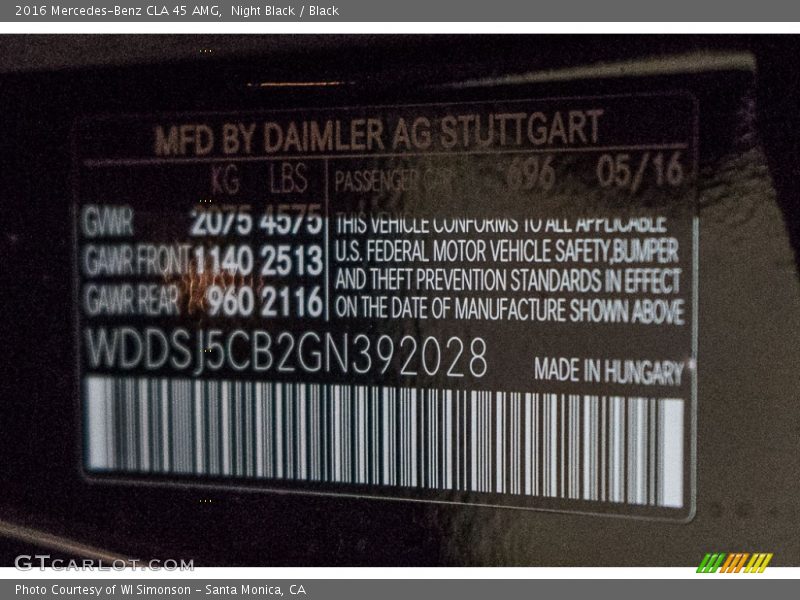 2016 Mercedes-Benz CLA 45 AMG, Night Black / Black
MFD BY DAIMLER AG STUTTGART
KG LBS PASSENGER CAR 696 05/16
GVWR 2075 4575 THIS VEHICLE CONFORMS TO ALL APPLICABLE
GAWR FRONT 1140 2513 U.S. FEDERAL MOTOR VEHICLE SAFETY,BUMPER
AND THEFT PREVENTION STANDARDS IN EFFECT
GAWR REAR 960 2116 ON THE DATE OF MANUFACTURE SHOWN ABOVE
WDDSJ5CB2GN392028 MADE IN HUNGARY
GTCARLOT.COM
Photo Courtesy of WI Simonson - Santa Monica, CA